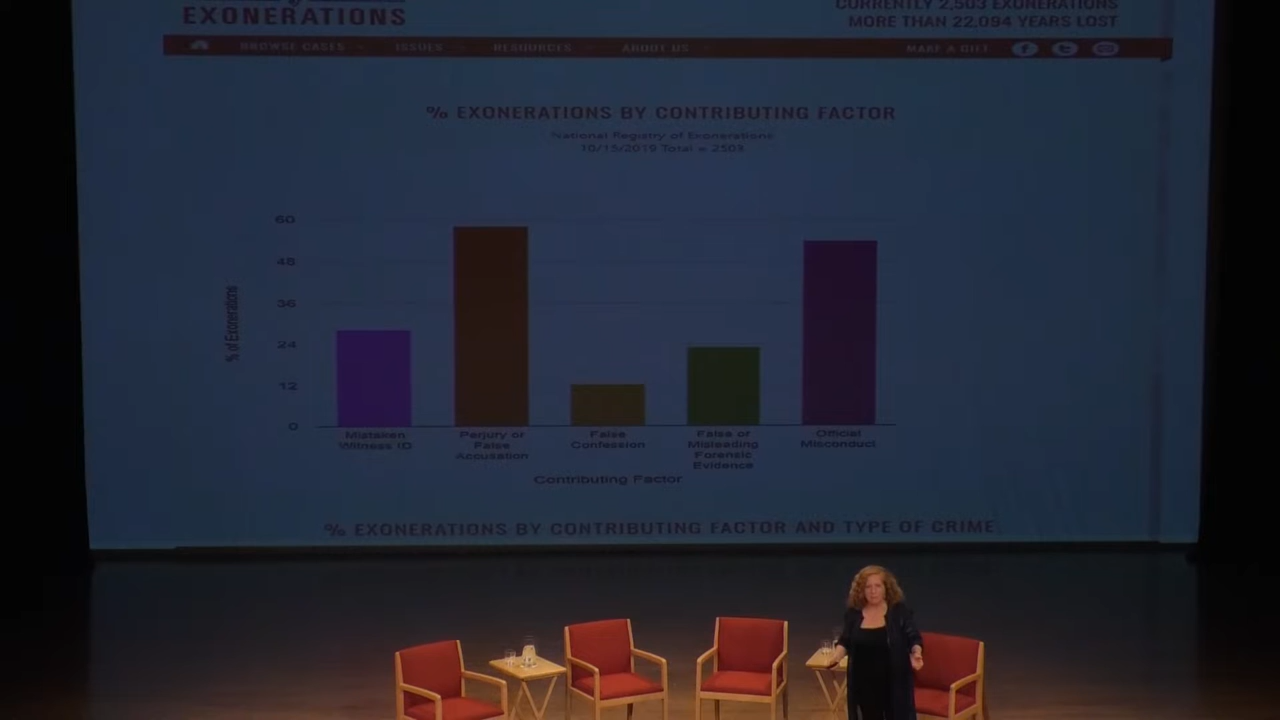 EXONERATIONS
CURRENTLY 2,503 EXONERATIONS
MORE THAN 22,094 YEARS LOST
BROWSE CASES
ISSUES
RESOURCES
ABOUT US
MAKE A GIFT
% EXONERATIONS BY CONTRIBUTING FACTOR
National Registry of Exonerations
10/15/2019 Total = 2503
60
48
36
24
12
0
% of Exonerations
Mistaken
Witness ID
Perjury or
False
Accusation
False
Confession
False or
Misleading
Forensic
Evidence
Official
Misconduct
Contributing Factor
% EXONERATIONS BY CONTRIBUTING FACTOR AND TYPE OF CRIME